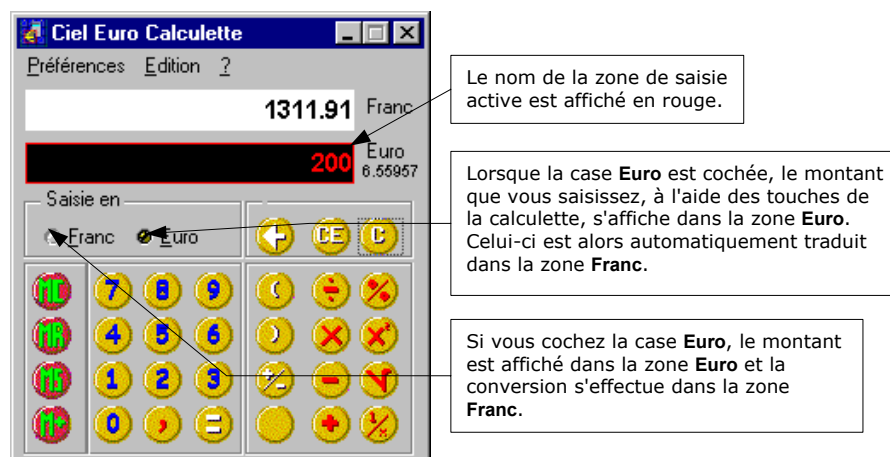 Ciel Euro Calculette
Préférences Edition ?
1311.91 Franc
200 Euro
6.55957
Saisie en
Franc Euro
CE C
MC 7 8 9 ( ÷ %
MR 4 5 6 ) × x²
MS 1 2 3 +/- - √
M+ 0 , = + 1/x
Le nom de la zone de saisie
active est affiché en rouge.
Lorsque la case Euro est cochée, le montant
que vous saisissez, à l'aide des touches de
la calculette, s'affiche dans la zone Euro.
Celui-ci est alors automatiquement traduit
dans la zone Franc.
Si vous cochez la case Euro, le montant
est affiché dans la zone Euro et la
conversion s'effectue dans la zone
Franc.